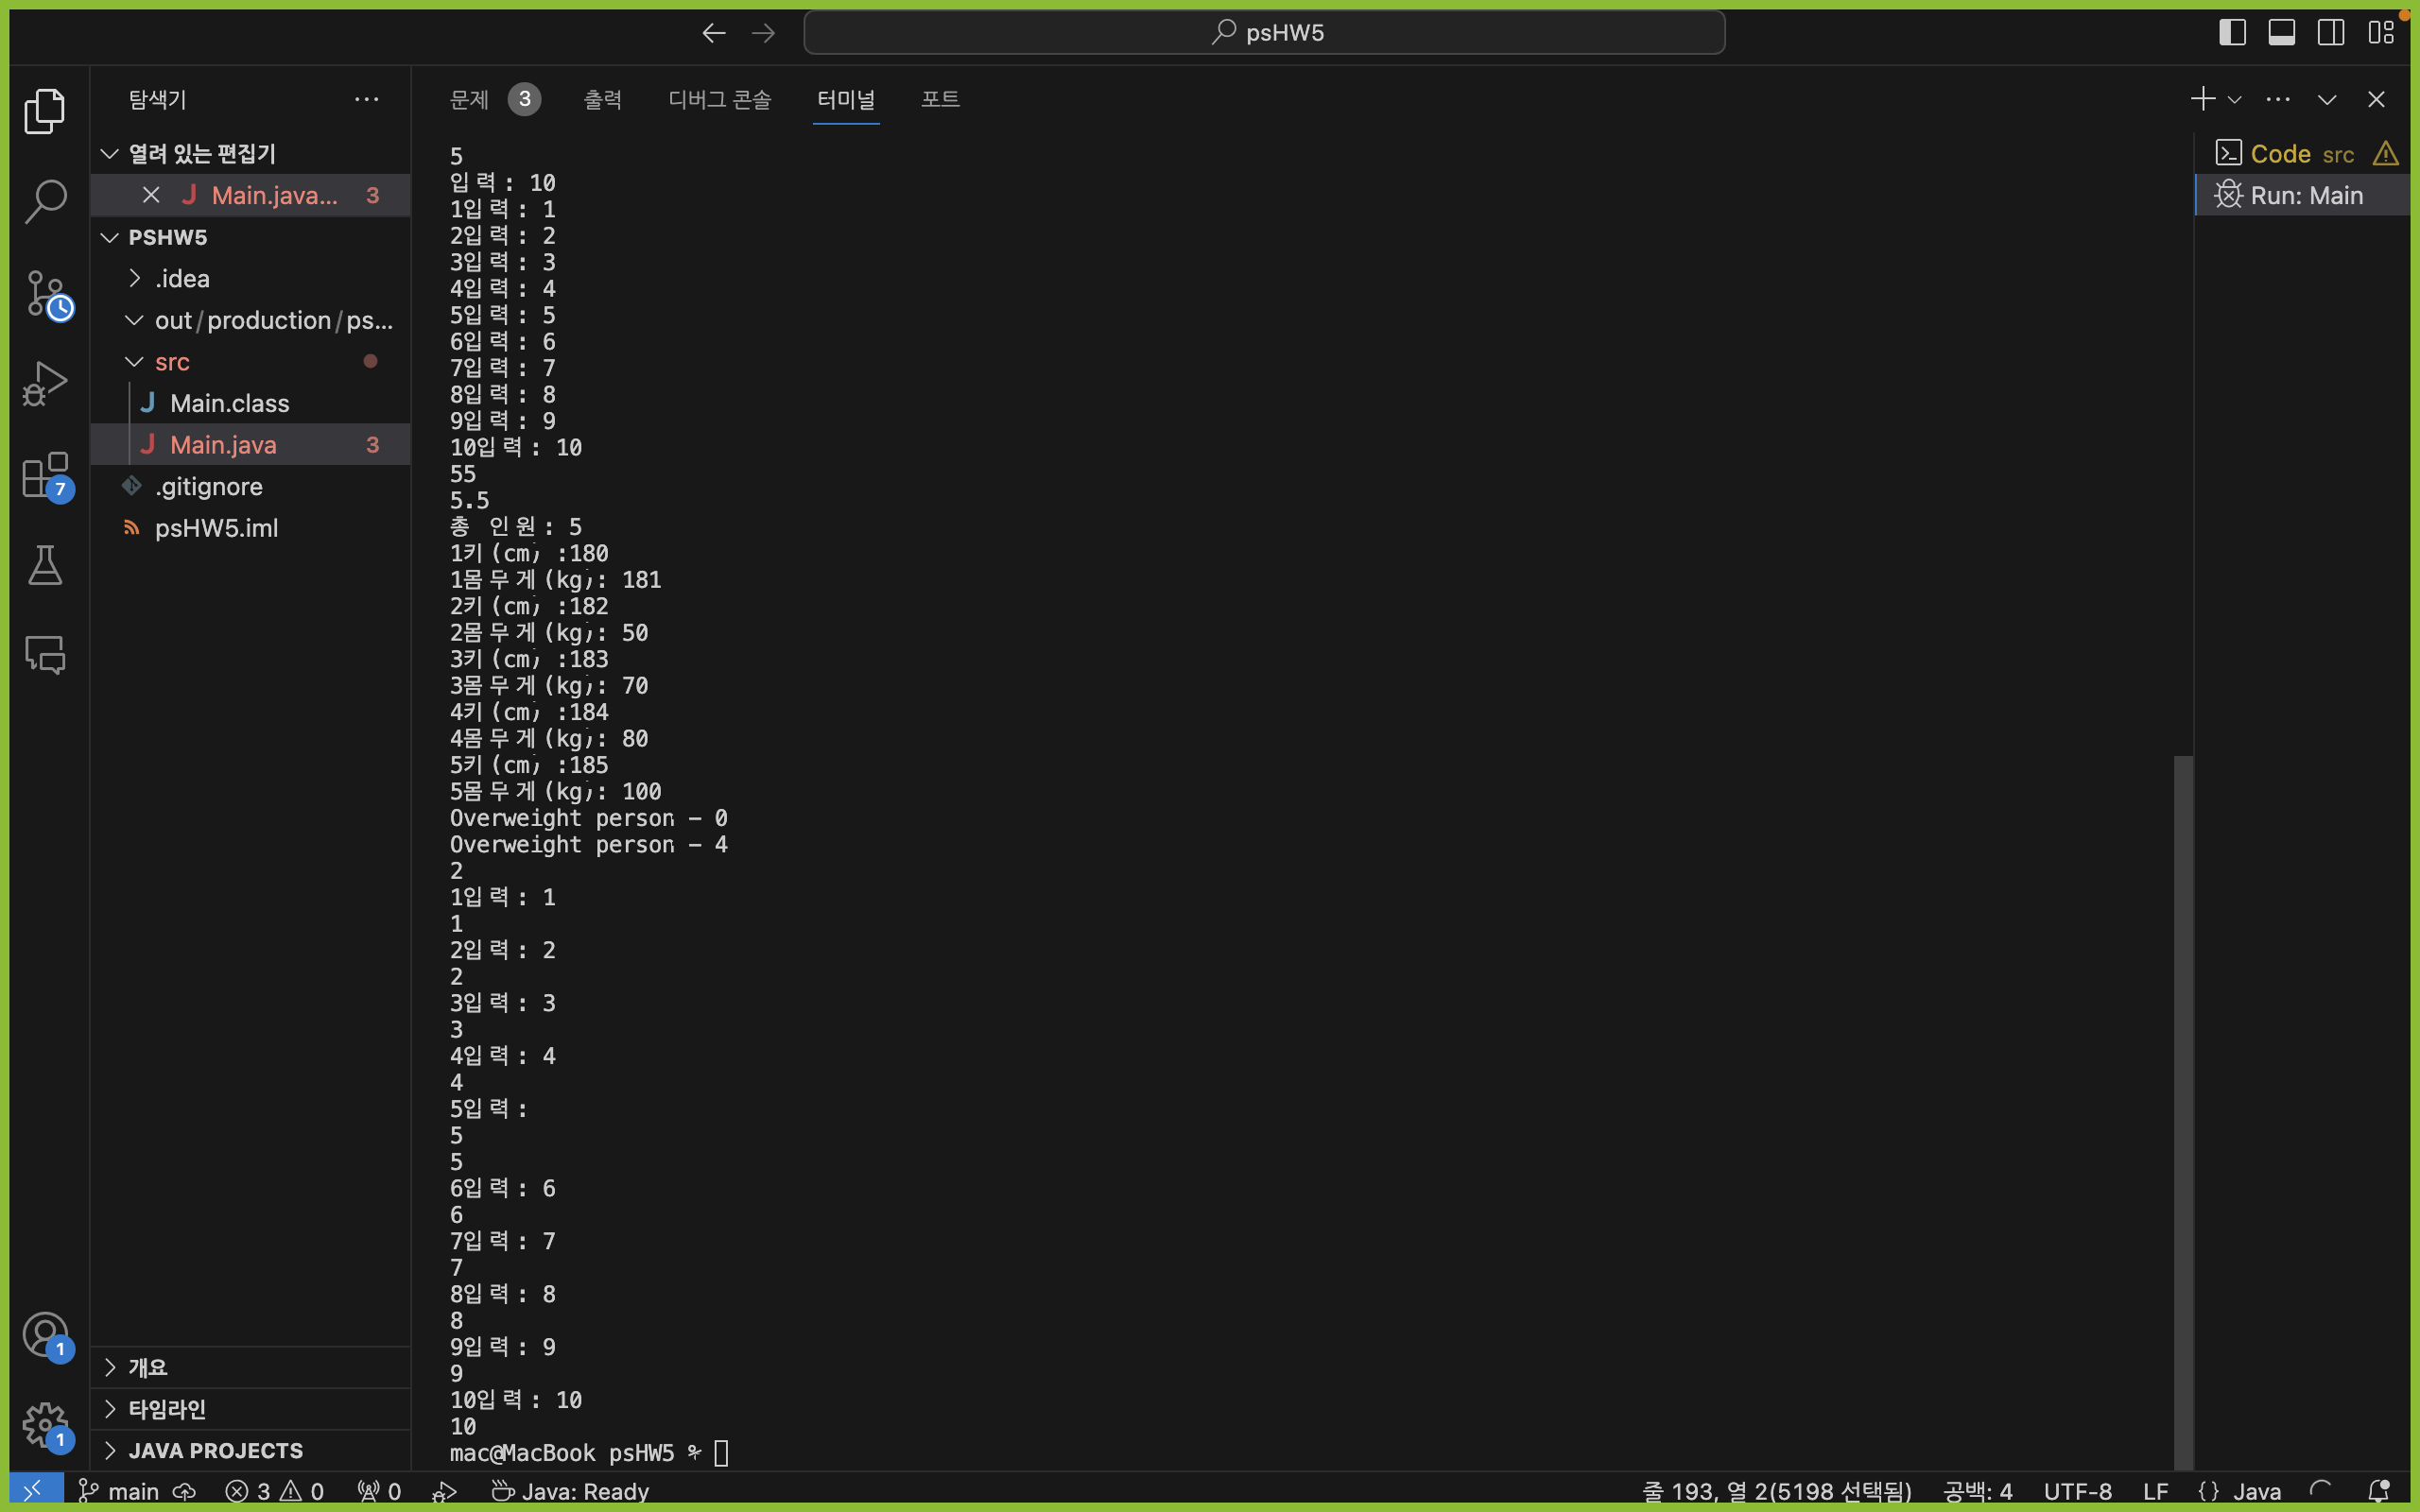 psHW5
탐색기
열려 있는 편집기
Main.java... 3
PSHW5
.idea
out/production/ps...
src
Main.class
Main.java 3
.gitignore
psHW5.iml
7
1
1
개요
타임라인
JAVA PROJECTS
문제 3 출력 디버그 콘솔 터미널 포트
5
입력: 10
1입력: 1
2입력: 2
3입력: 3
4입력: 4
5입력: 5
6입력: 6
7입력: 7
8입력: 8
9입력: 9
10입력: 10
55
5.5
총 인원: 5
1키(cm) :180
1몸무게(kg): 181
2키(cm) :182
2몸무게(kg): 50
3키(cm) :183
3몸무게(kg): 70
4키(cm) :184
4몸무게(kg): 80
5키(cm) :185
5몸무게(kg): 100
Overweight person - 0
Overweight person - 4
2
1입력: 1
1
2입력: 2
2
3입력: 3
3
4입력: 4
4
5입력:
5
5
6입력: 6
6
7입력: 7
7
8입력: 8
8
9입력: 9
9
10입력: 10
10
mac@MacBook psHW5 %
Code src
Run: Main
main 3 0 0 Java: Ready 줄 193, 열 2(5198 선택됨) 공백: 4 UTF-8 LF {} Java